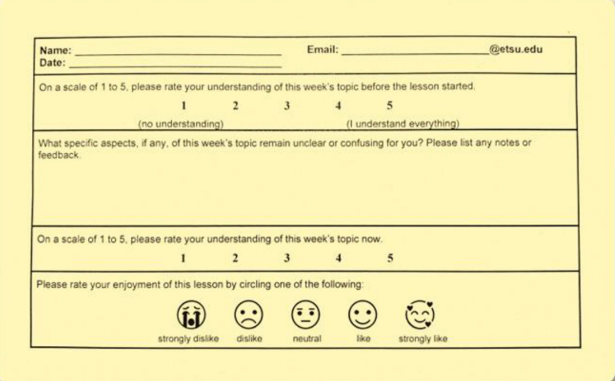 Name: ____________________ Email: ____________________@etsu.edu
Date: ____________________
On a scale of 1 to 5, please rate your understanding of this week's topic before the lesson started.
1 2 3 4 5
(no understanding) (I understand everything)
What specific aspects, if any, of this week's topic remain unclear or confusing for you? Please list any notes or
feedback.
On a scale of 1 to 5, please rate your understanding of this week's topic now.
1 2 3 4 5
Please rate your enjoyment of this lesson by circling one of the following:
strongly dislike dislike neutral like strongly like